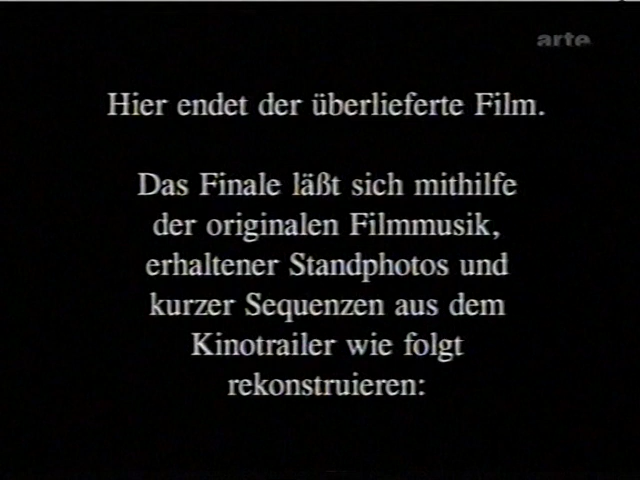 arte
Hier endet der überlieferte Film.
Das Finale läßt sich mithilfe
der originalen Filmmusik,
erhaltener Standphotos und
kurzer Sequenzen aus dem
Kinotrailer wie folgt
rekonstruieren: